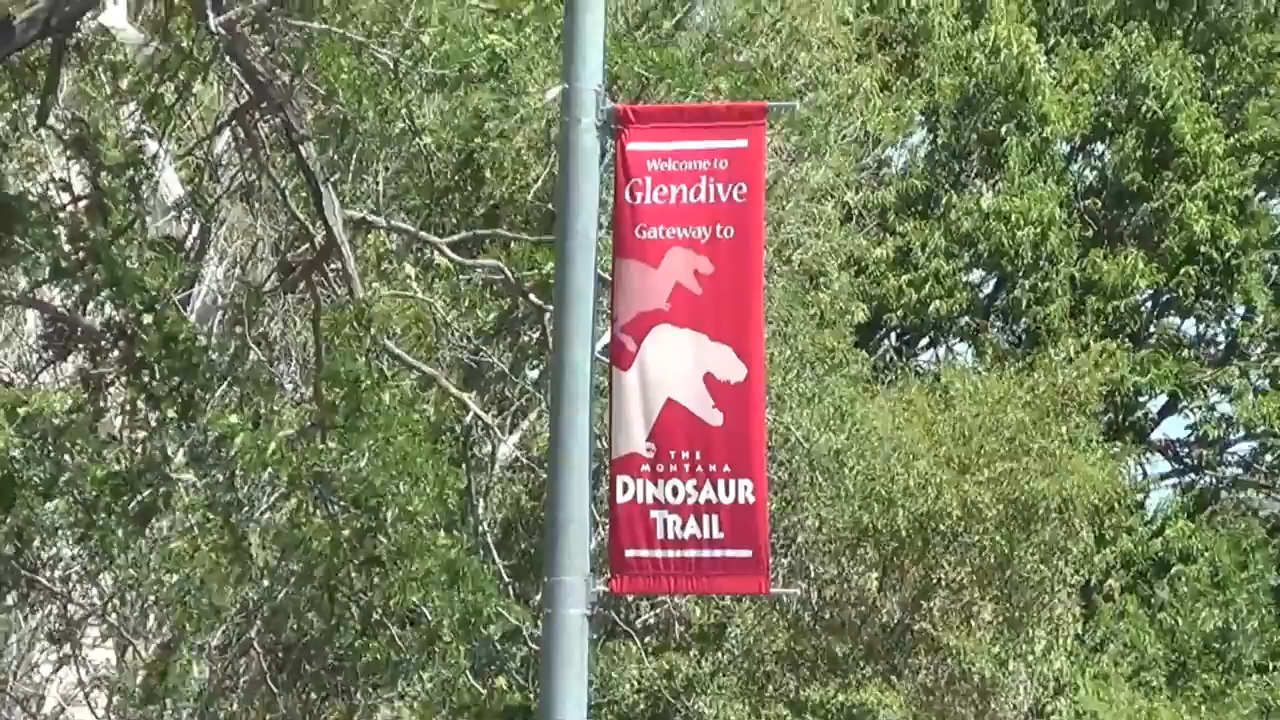 Welcome to
Glendive
Gateway to
THE
MONTANA
DINOSAUR
TRAIL